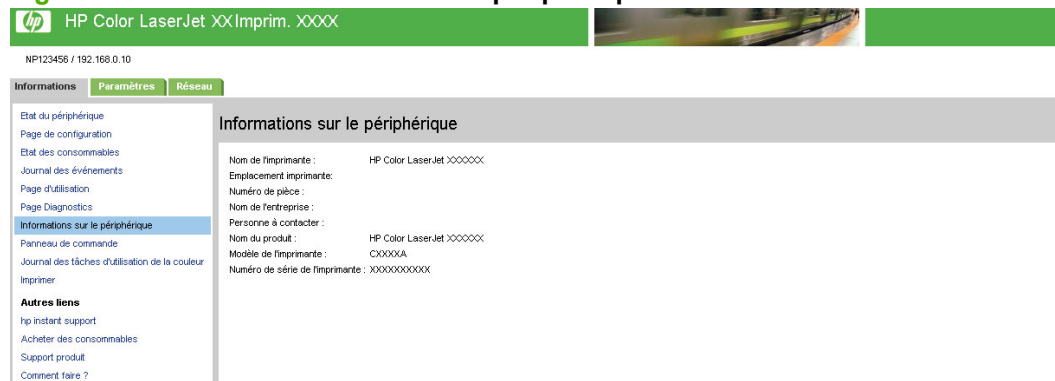 hp HP Color LaserJet XXImprim. XXXX
NP123456 / 192.168.0.10
Informations Paramètres Réseau
Etat du périphérique
Page de configuration
Etat des consommables
Journal des événements
Page d'utilisation
Page Diagnostics
Informations sur le périphérique
Panneau de commande
Journal des tâches d'utilisation de la couleur
Imprimer
Autres liens
hp instant support
Acheter des consommables
Support produit
Comment faire ?
Informations sur le périphérique
Nom de l'imprimante : HP Color LaserJet XXXXXX
Emplacement imprimante:
Numéro de pièce :
Nom de l'entreprise :
Personne à contacter :
Nom du produit : HP Color LaserJet XXXXXX
Modèle de l'imprimante : CXXXXA
Numéro de série de l'imprimante : XXXXXXXXXX